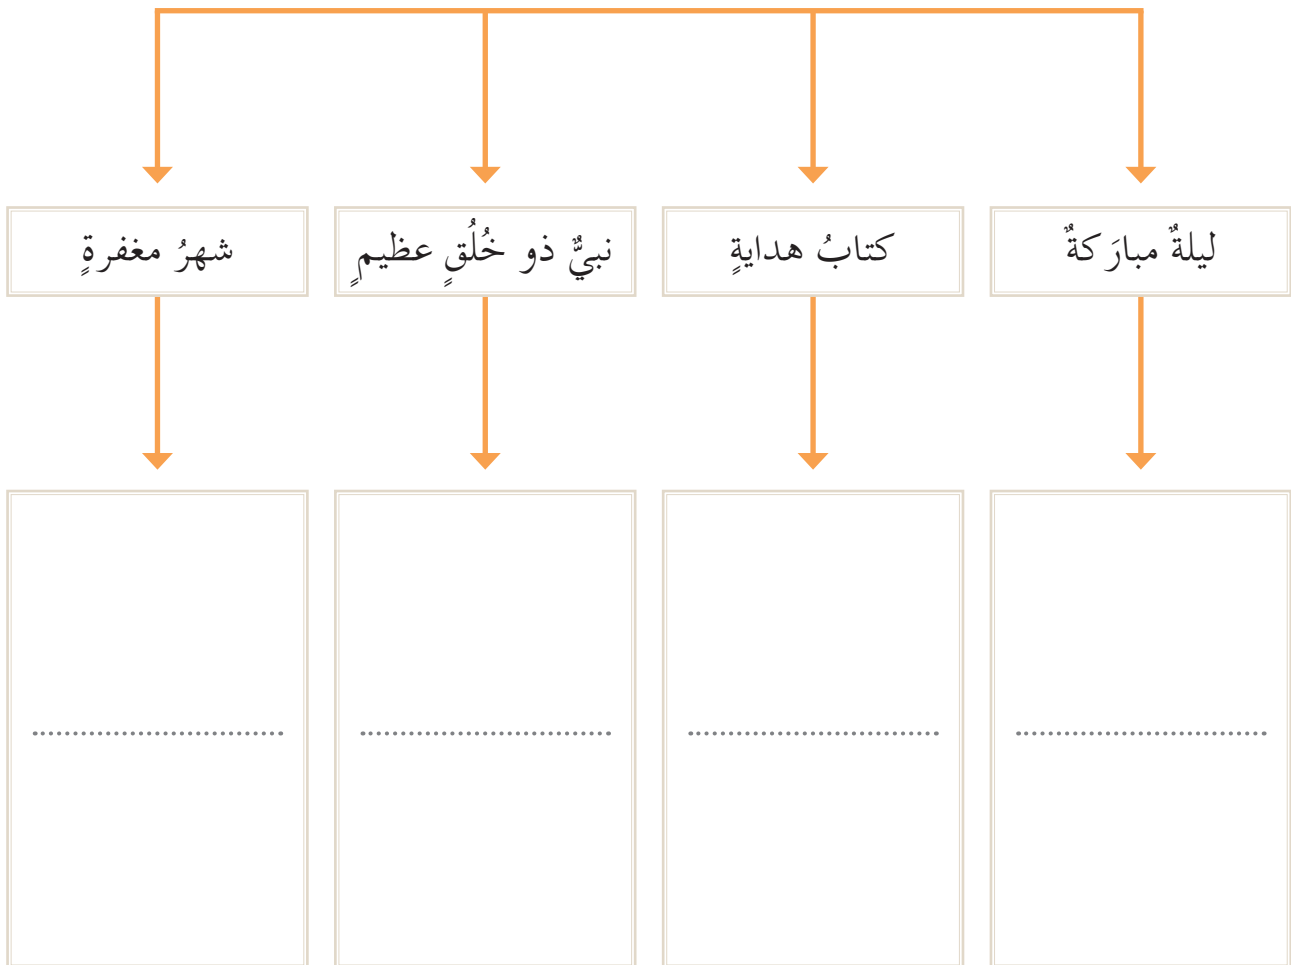 ليلةٌ مبارَكةٌ
كتابُ هدايةٍ
نبيٌّ ذو خُلُقٍ عظيمٍ
شهرُ مغفرةٍ